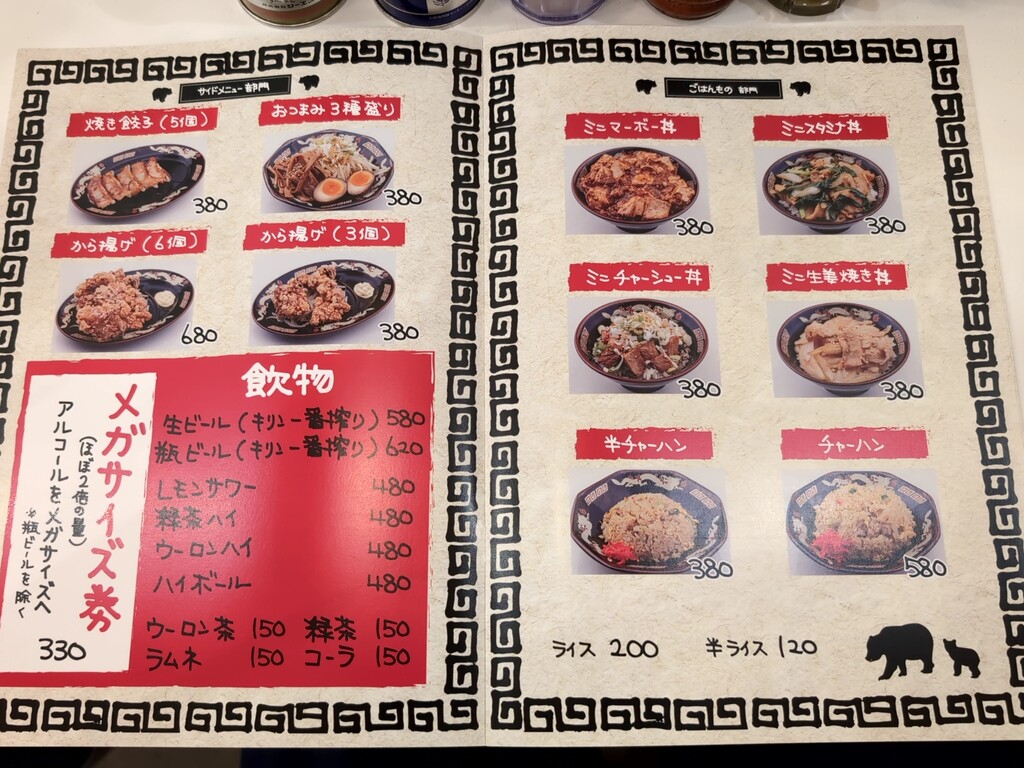 サイドメニュー部門
焼き餃子(5個)
380
おつまみ3種盛り
380
から揚げ(6個)
680
から揚げ(3個)
380
飲物
生ビール(キリン一番搾り)580
瓶ビール(キリン一番搾り)620
レモンサワー 480
緑茶ハイ 480
ウーロンハイ 480
ハイボール 480
ウーロン茶 150 緑茶 150
ラムネ 150 コーラ 150
メガサイズ券
(ほぼ2倍の量)
アルコールをメガサイズへ
※瓶ビールを除く
330
ごはんもの 部門
ミニマーボー丼
380
ミニスタミナ丼
380
ミニチャーシュー丼
380
ミニ生姜焼き丼
380
半チャーハン
380
チャーハン
580
ライス 200 半ライス 120